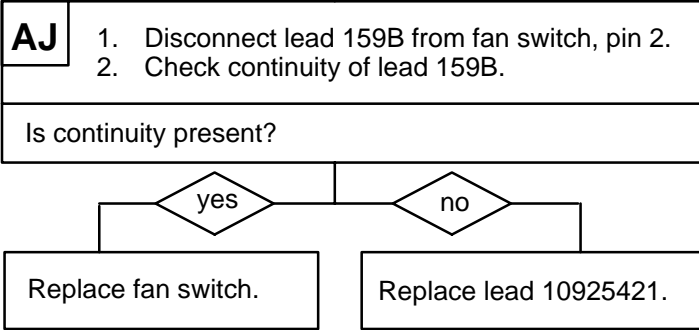 AJ
1. Disconnect lead 159B from fan switch, pin 2.
2. Check continuity of lead 159B.
Is continuity present?
yes
no
Replace fan switch.
Replace lead 10925421.